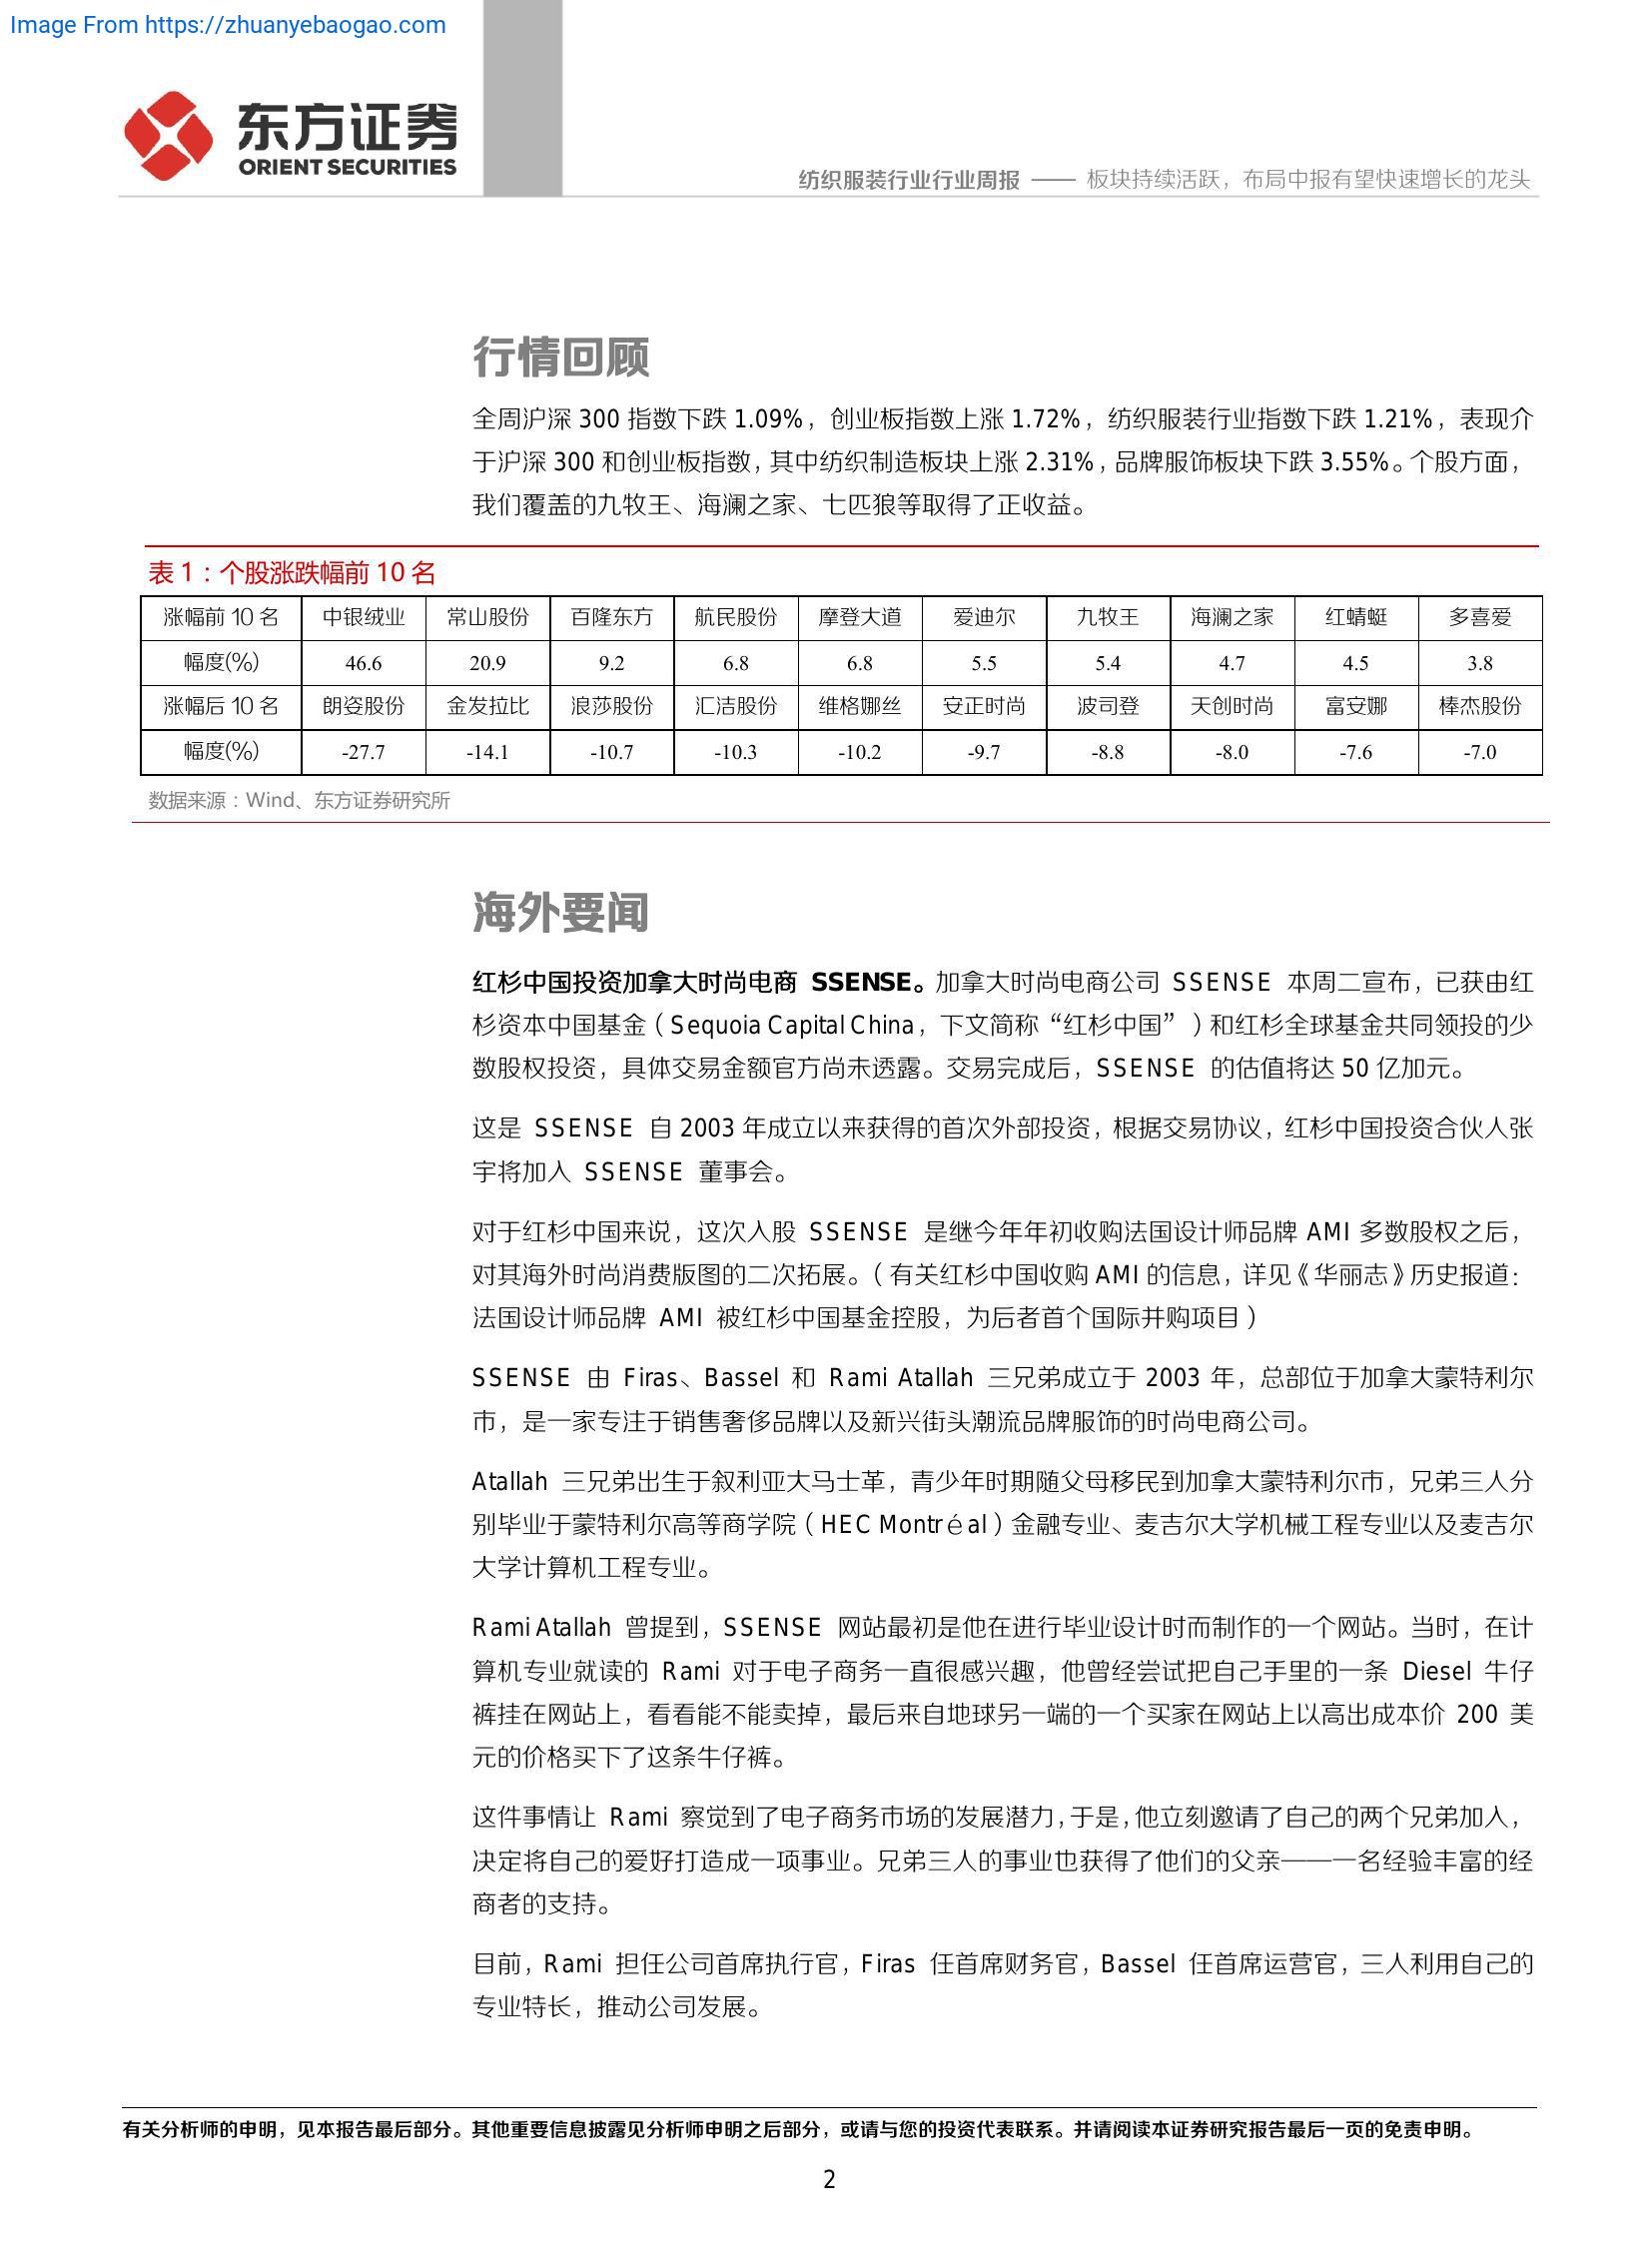 Image From https://zhuanyebaogao.com
东方证券
ORIENT SECURITIES
纺织服装行业行业周报 —— 板块持续活跃，布局中报有望快速增长的龙头
行情回顾
全周沪深 300 指数下跌 1.09%，创业板指数上涨 1.72%，纺织服装行业指数下跌 1.21%，表现介
于沪深 300 和创业板指数，其中纺织制造板块上涨 2.31%，品牌服饰板块下跌 3.55%。个股方面，
我们覆盖的九牧王、海澜之家、七匹狼等取得了正收益。
表 1：个股涨跌幅前 10 名
涨幅前 10 名 中银绒业 常山股份 百隆东方 航民股份 摩登大道 爱迪尔 九牧王 海澜之家 红蜻蜓 多喜爱
幅度(%) 46.6 20.9 9.2 6.8 6.8 5.5 5.4 4.7 4.5 3.8
涨幅后 10 名 朗姿股份 金发拉比 浪莎股份 汇洁股份 维格娜丝 安正时尚 波司登 天创时尚 富安娜 棒杰股份
幅度(%) -27.7 -14.1 -10.7 -10.3 -10.2 -9.7 -8.8 -8.0 -7.6 -7.0
数据来源：Wind、东方证券研究所
海外要闻
红杉中国投资加拿大时尚电商 SSENSE。加拿大时尚电商公司 SSENSE 本周二宣布，已获由红
杉资本中国基金（Sequoia Capital China，下文简称“红杉中国”）和红杉全球基金共同领投的少
数股权投资，具体交易金额官方尚未透露。交易完成后，SSENSE 的估值将达 50 亿加元。
这是 SSENSE 自 2003 年成立以来获得的首次外部投资，根据交易协议，红杉中国投资合伙人张
宇将加入 SSENSE 董事会。
对于红杉中国来说，这次入股 SSENSE 是继今年年初收购法国设计师品牌 AMI 多数股权之后，
对其海外时尚消费版图的二次拓展。（有关红杉中国收购 AMI 的信息，详见《华丽志》历史报道：
法国设计师品牌 AMI 被红杉中国基金控股，为后者首个国际并购项目）
SSENSE 由 Firas、Bassel 和 Rami Atallah 三兄弟成立于 2003 年，总部位于加拿大蒙特利尔
市，是一家专注于销售奢侈品牌以及新兴街头潮流品牌服饰的时尚电商公司。
Atallah 三兄弟出生于叙利亚大马士革，青少年时期随父母移民到加拿大蒙特利尔市，兄弟三人分
别毕业于蒙特利尔高等商学院（HEC Montréal）金融专业、麦吉尔大学机械工程专业以及麦吉尔
大学计算机工程专业。
Rami Atallah 曾提到，SSENSE 网站最初是他在进行毕业设计时而制作的一个网站。当时，在计
算机专业就读的 Rami 对于电子商务一直很感兴趣，他曾经尝试把自己手里的一条 Diesel 牛仔
裤挂在网站上，看看能不能卖掉，最后来自地球另一端的一个买家在网站上以高出成本价 200 美
元的价格买下了这条牛仔裤。
这件事情让 Rami 察觉到了电子商务市场的发展潜力，于是，他立刻邀请了自己的两个兄弟加入，
决定将自己的爱好打造成一项事业。兄弟三人的事业也获得了他们的父亲——一名经验丰富的经
商者的支持。
目前，Rami 担任公司首席执行官，Firas 任首席财务官，Bassel 任首席运营官，三人利用自己的
专业特长，推动公司发展。
有关分析师的申明，见本报告最后部分。其他重要信息披露见分析师申明之后部分，或请与您的投资代表联系。并请阅读本证券研究报告最后一页的免责申明。
2